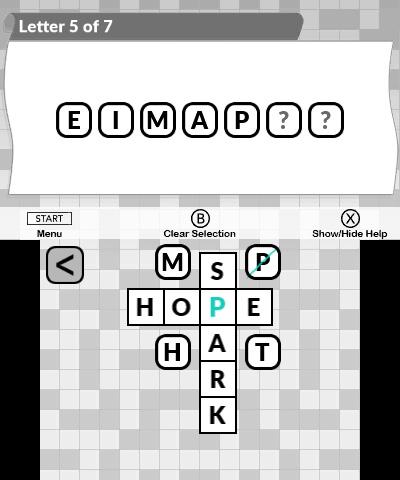 Letter 5 of 7
E I M A P ? ?
START B X
Menu Clear Selection Show/Hide Help
<
M S P
H O P E
H A T
R
K